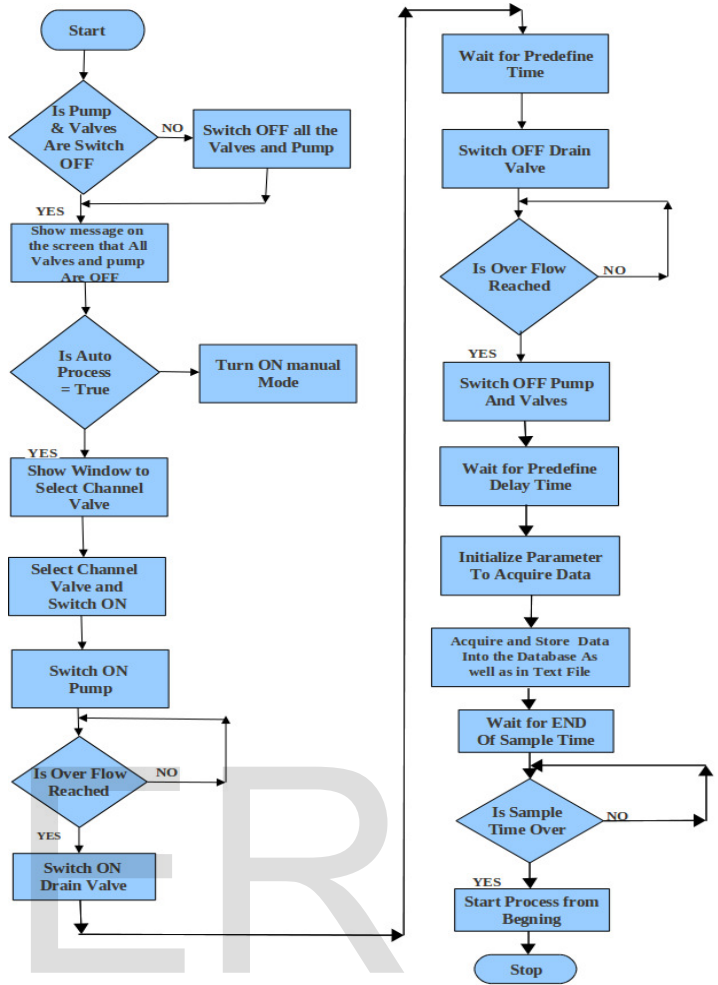 Start
Is Pump
& Valves
Are Switch
OFF
NO
Switch OFF all the
Valves and Pump
YES
Show message on
the screen that All
Valves and pump
Are OFF
Is Auto
Process
= True
Turn ON manual
Mode
YES
Show Window to
Select Channel
Valve
Select Channel
Valve and
Switch ON
Switch ON
Pump
Is Over Flow
Reached
NO
YES
Switch ON
Drain Valve
Wait for Predefine
Time
Switch OFF Drain
Valve
Is Over Flow
Reached
NO
YES
Switch OFF Pump
And Valves
Wait for Predefine
Delay Time
Initialize Parameter
To Acquire Data
Acquire and Store Data
Into the Database As
well as in Text File
Wait for END
Of Sample Time
Is Sample
Time Over
NO
YES
Start Process from
Begning
Stop
ER